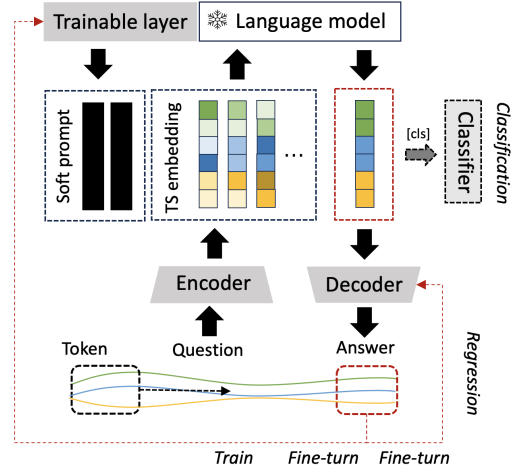 Trainable layer
Language model
Soft prompt
TS embedding
...
[cls]
Classifier
Classification
Encoder
Decoder
Token
Question
Answer
Regression
Train
Fine-turn
Fine-turn